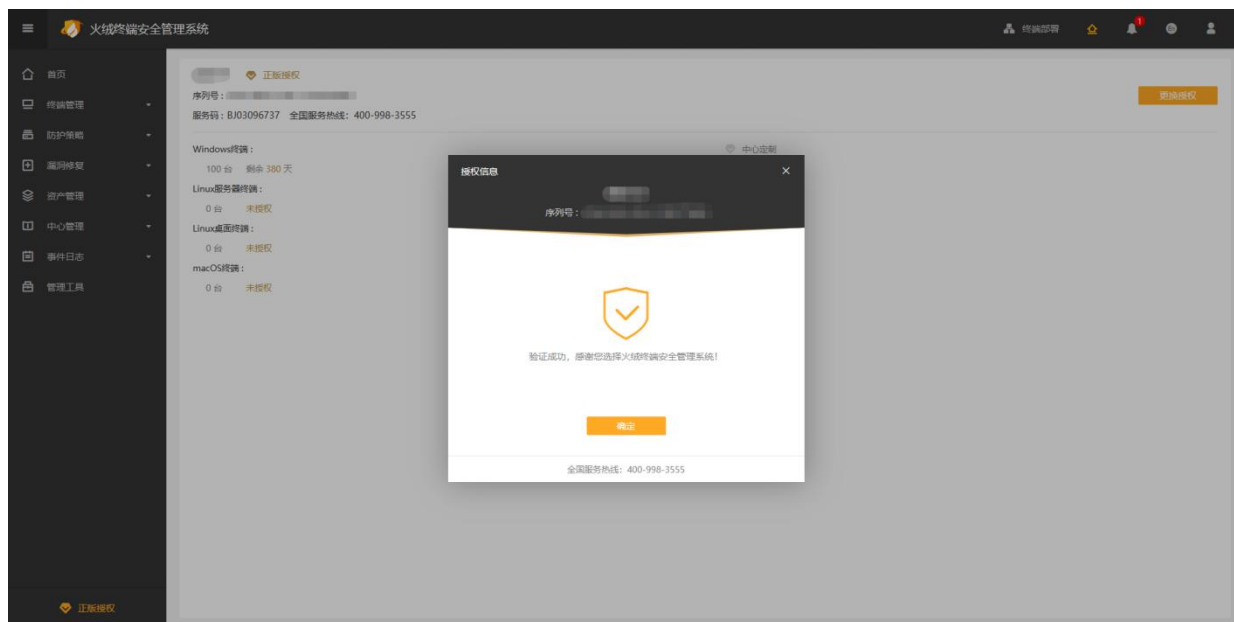 火绒终端安全管理系统
终端部署
1
首页
终端管理
防护策略
漏洞修复
资产管理
中心管理
事件日志
管理工具
正版授权
正版授权
序列号：
服务码：BJ03096737 全国服务热线：400-998-3555
更换授权
Windows终端：
100 台 剩余 380 天
Linux服务器终端：
0 台 未授权
Linux桌面终端：
0 台 未授权
macOS终端：
0 台 未授权
中心定制
授权信息
序列号：
验证成功，感谢您选择火绒终端安全管理系统！
确定
全国服务热线：400-998-3555